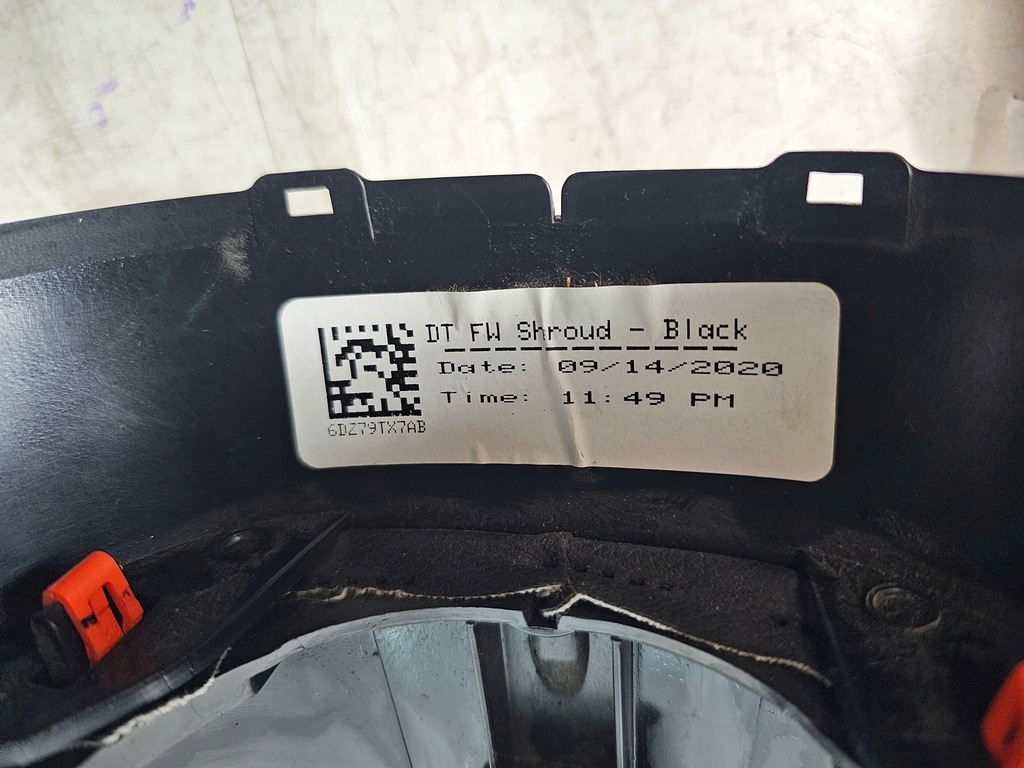 DT FW Shroud - Black
Date: 09/14/2020
Time: 11:49 PM
6DZ79TX7AB